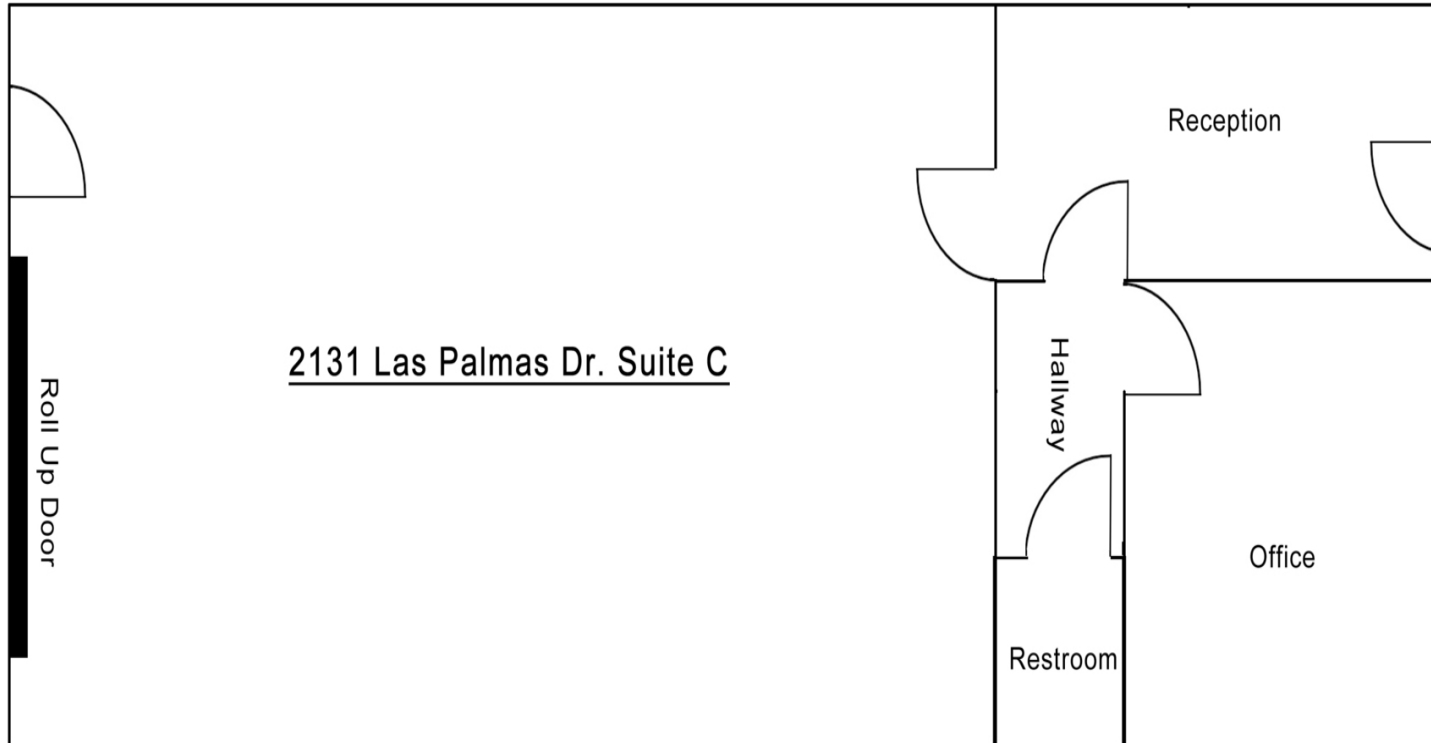 Reception
2131 Las Palmas Dr. Suite C
Hallway
Roll Up Door
Office
Restroom